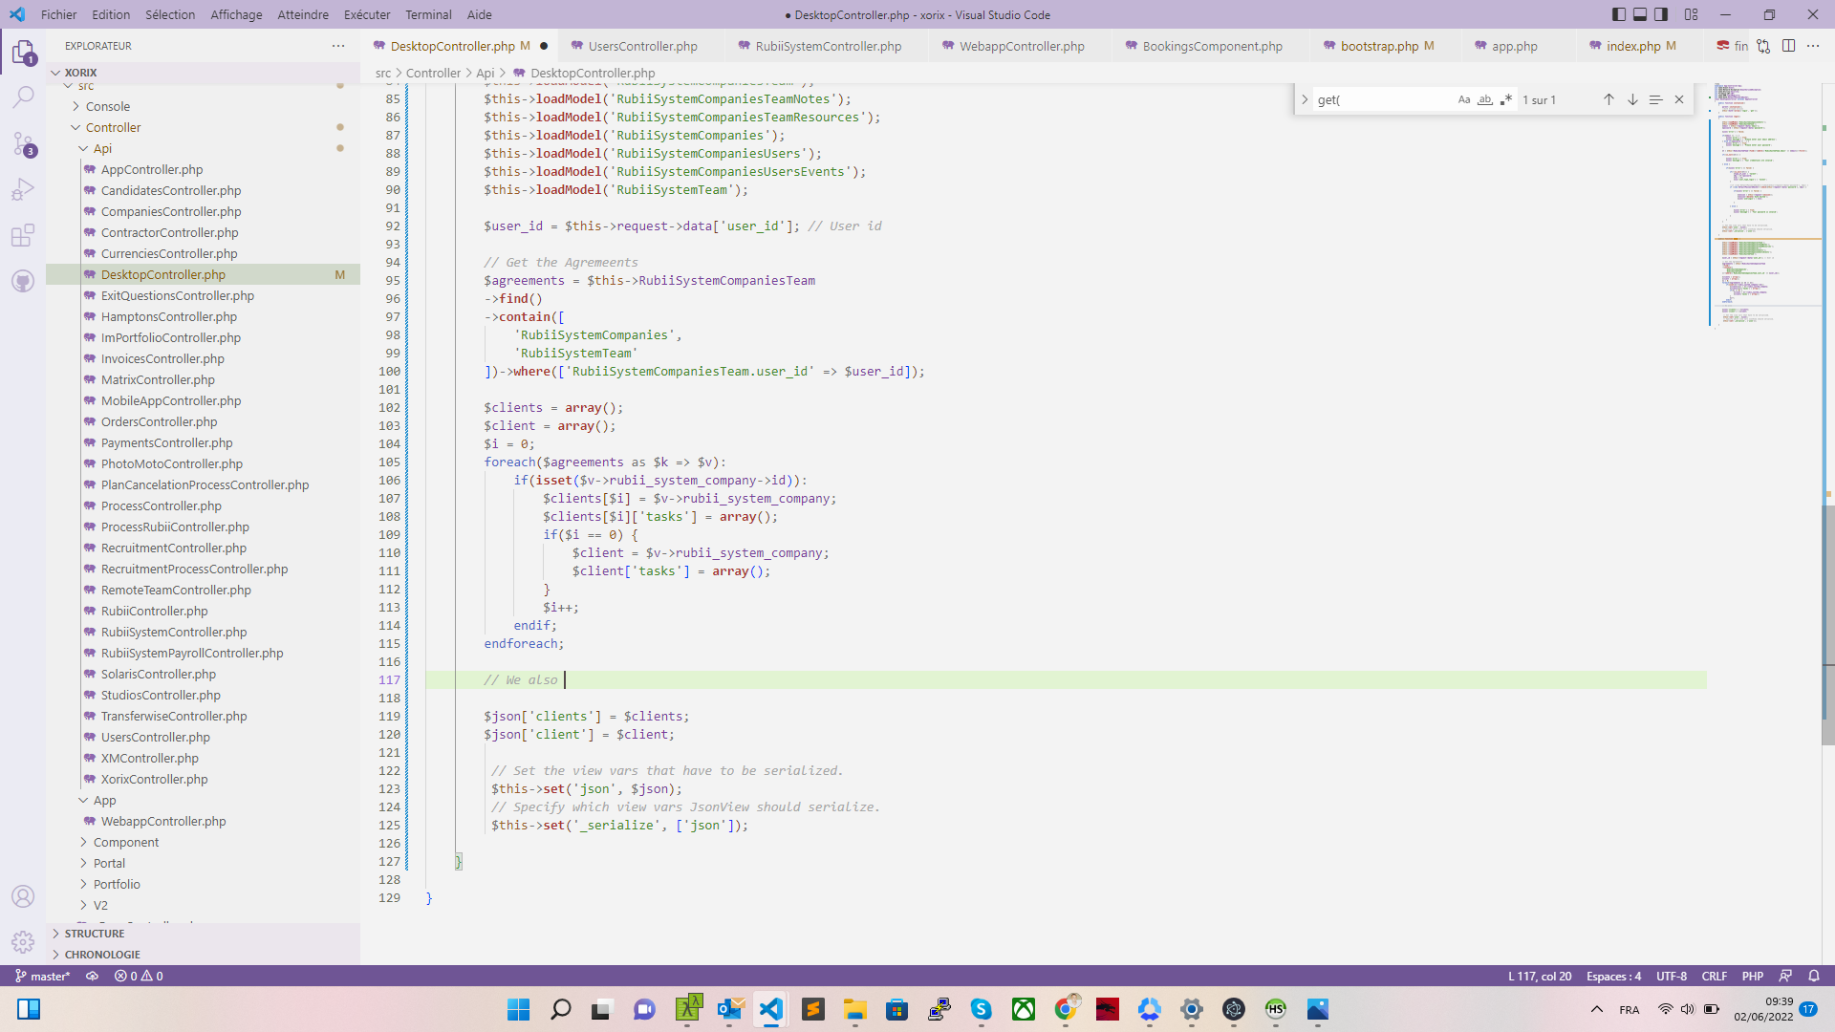 Fichier Edition Sélection Affichage Atteindre Exécuter Terminal Aide
● DesktopController.php - xorix - Visual Studio Code
EXPLORATEUR
DesktopController.php M UsersController.php RubiiSystemController.php WebappController.php BookingsComponent.php bootstrap.php M app.php index.php M fin
src > Controller > Api > DesktopController.php
get( Aa ab 1 sur 1
XORIX
src
Console
Controller
Api
AppController.php
CandidatesController.php
CompaniesController.php
ContractorController.php
CurrenciesController.php
DesktopController.php M
ExitQuestionsController.php
HamptonsController.php
ImPortfolioController.php
InvoicesController.php
MatrixController.php
MobileAppController.php
OrdersController.php
PaymentsController.php
PhotoMotoController.php
PlanCancelationProcessController.php
ProcessController.php
ProcessRubiiController.php
RecruitmentController.php
RecruitmentProcessController.php
RemoteTeamController.php
RubiiController.php
RubiiSystemController.php
RubiiSystemPayrollController.php
SolarisController.php
StudiosController.php
TransferwiseController.php
UsersController.php
XMController.php
XorixController.php
App
WebappController.php
Component
Portal
Portfolio
V2
STRUCTURE
CHRONOLOGIE
85 $this->loadModel('RubiiSystemCompaniesTeamNotes');
86 $this->loadModel('RubiiSystemCompaniesTeamResources');
87 $this->loadModel('RubiiSystemCompanies');
88 $this->loadModel('RubiiSystemCompaniesUsers');
89 $this->loadModel('RubiiSystemCompaniesUsersEvents');
90 $this->loadModel('RubiiSystemTeam');
91
92 $user_id = $this->request->data['user_id']; // User id
93
94 // Get the Agremeents
95 $agreements = $this->RubiiSystemCompaniesTeam
96 ->find()
97 ->contain([
98 'RubiiSystemCompanies',
99 'RubiiSystemTeam'
100 ])->where(['RubiiSystemCompaniesTeam.user_id' => $user_id]);
101
102 $clients = array();
103 $client = array();
104 $i = 0;
105 foreach($agreements as $k => $v):
106 if(isset($v->rubii_system_company->id)):
107 $clients[$i] = $v->rubii_system_company;
108 $clients[$i]['tasks'] = array();
109 if($i == 0) {
110 $client = $v->rubii_system_company;
111 $client['tasks'] = array();
112 }
113 $i++;
114 endif;
115 endforeach;
116
117 // We also
118
119 $json['clients'] = $clients;
120 $json['client'] = $client;
121
122 // Set the view vars that have to be serialized.
123 $this->set('json', $json);
124 // Specify which view vars JsonView should serialize.
125 $this->set('_serialize', ['json']);
126
127 }
128
129 }
master* 0 0 L 117, col 20 Espaces : 4 UTF-8 CRLF PHP
FRA 09:39
02/06/2022 17